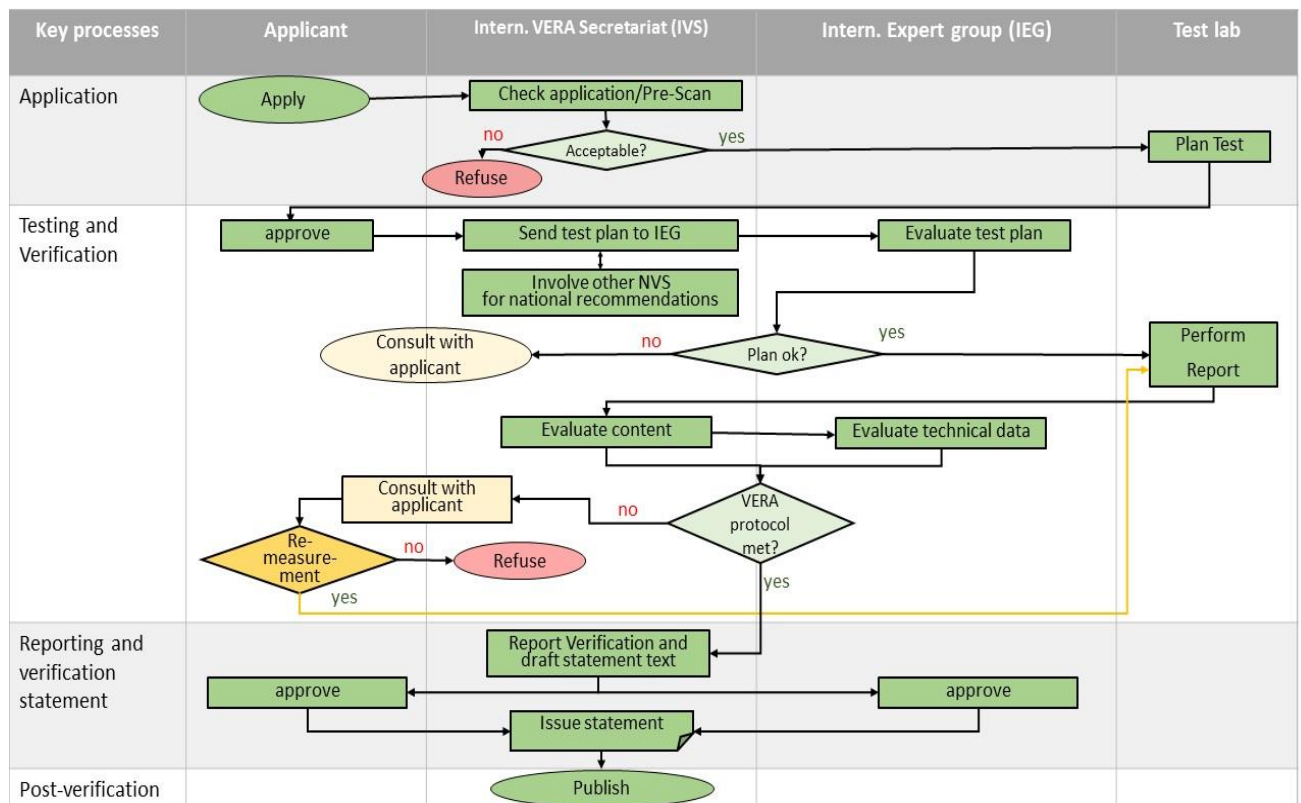 Key processes
Applicant
Intern. VERA Secretariat (IVS)
Intern. Expert group (IEG)
Test lab
Application
Apply
Check application/Pre-Scan
no
Acceptable?
yes
Plan Test
Refuse
Testing and
Verification
approve
Send test plan to IEG
Evaluate test plan
Involve other NVS
for national recommendations
Consult with
applicant
no
Plan ok?
yes
Perform
Report
Evaluate content
Evaluate technical data
Consult with
applicant
no
VERA
protocol
met?
Re-
measure-
ment
no
Refuse
yes
yes
Reporting and
verification
statement
Report Verification and
draft statement text
approve
approve
Issue statement
Post-verification
Publish